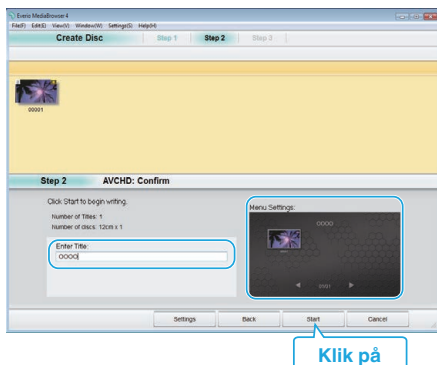 Everio MediaBrowser 4
File(F) Edit(E) View(V) Window(W) Settings(S) Help(H)
Create Disc Step 1 Step 2 Step 3
00001
Step 2 AVCHD: Confirm
Click Start to begin writing.
Number of Titles: 1
Number of discs: 12cm x 1
Enter Title:
OOOO
Menu Settings:
OOOO
01/01
Settings Back Start Cancel
Klik på